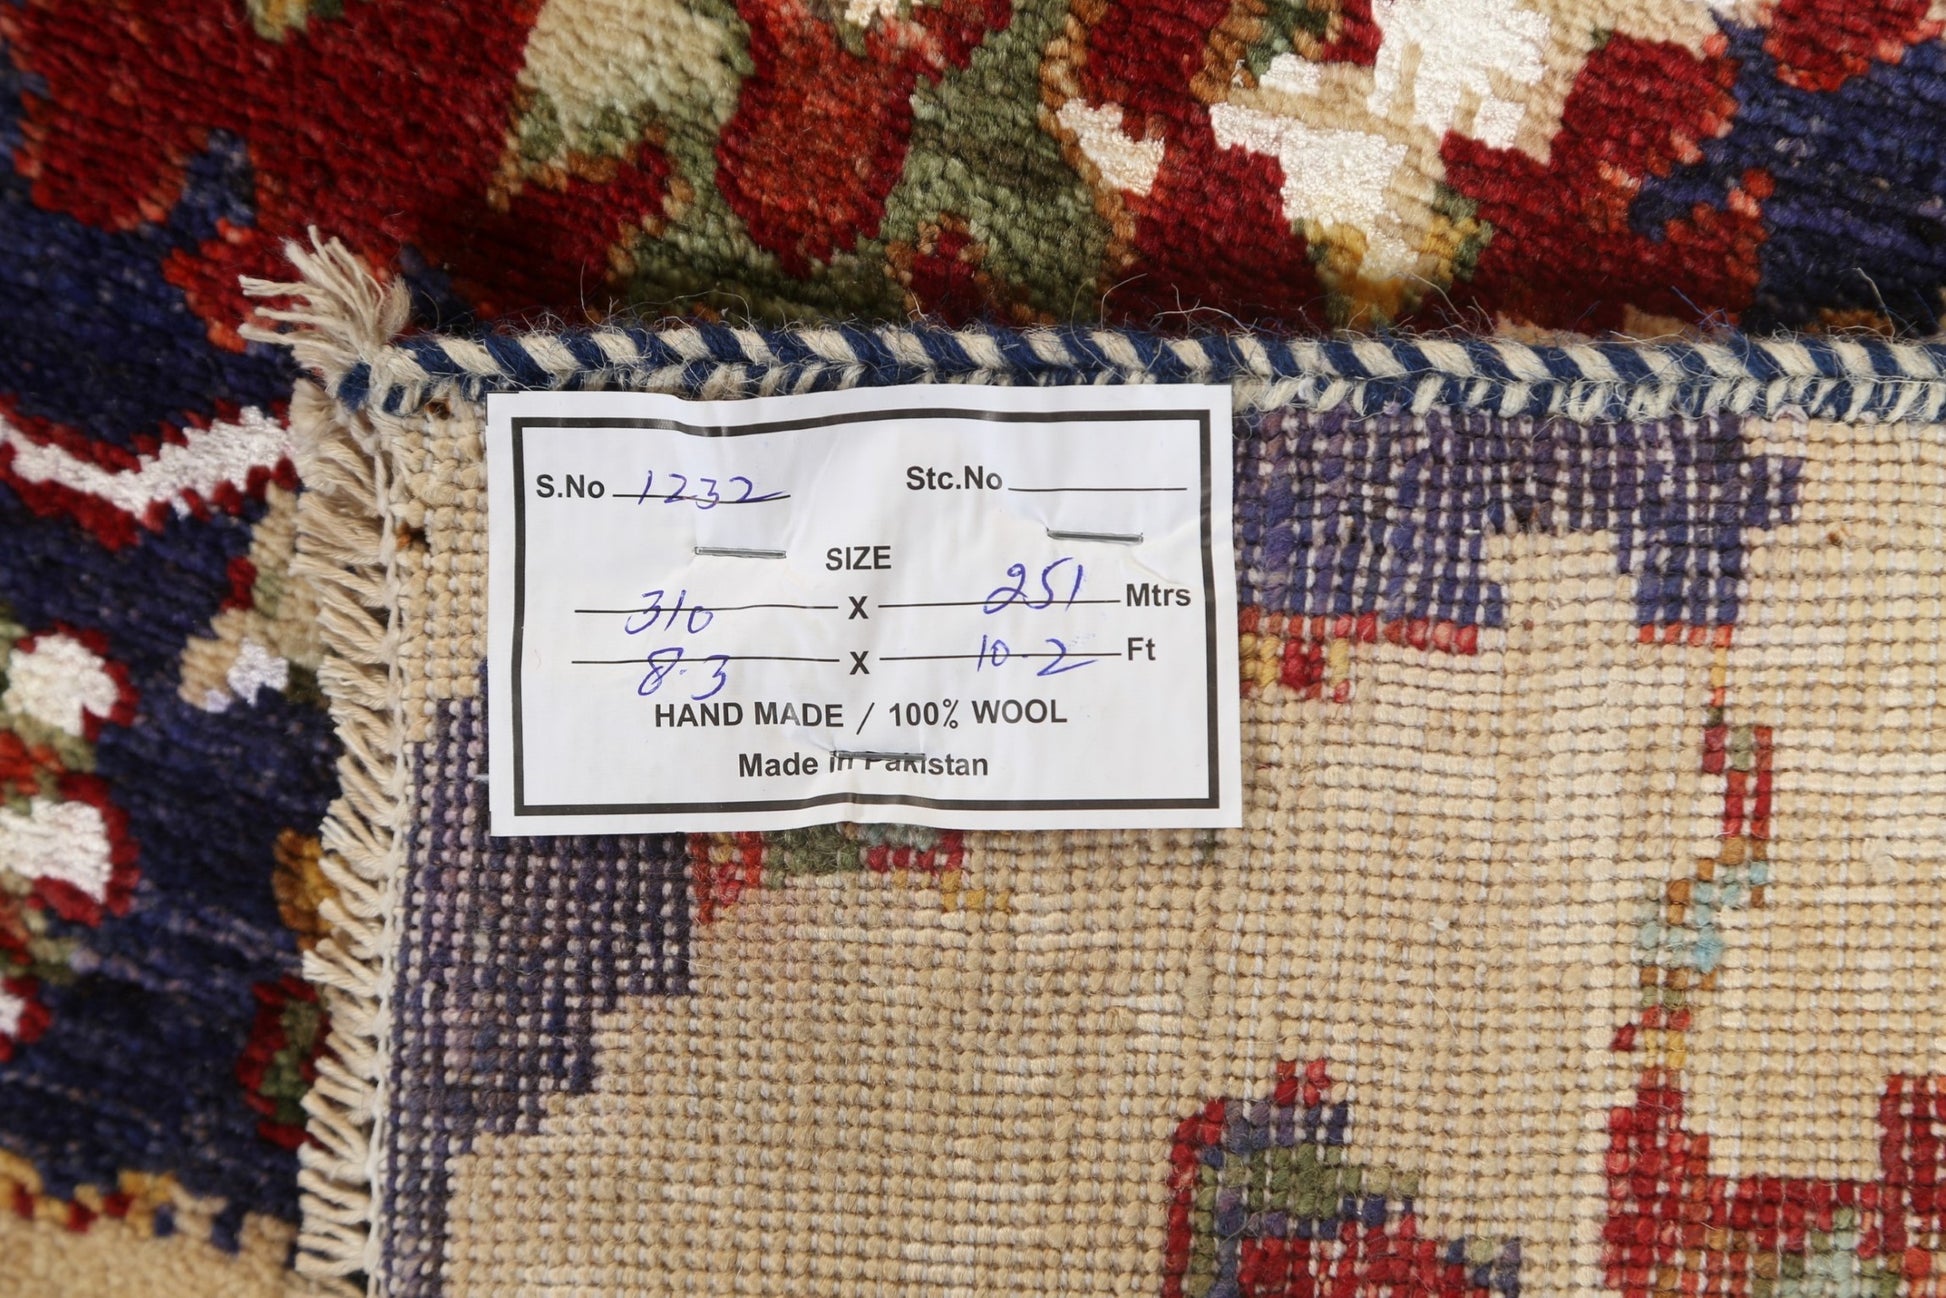 S.No 1232 Stc.No
SIZE
310 X 251 Mtrs
8.3 X 10.2 Ft
HAND MADE / 100% WOOL
Made in Pakistan